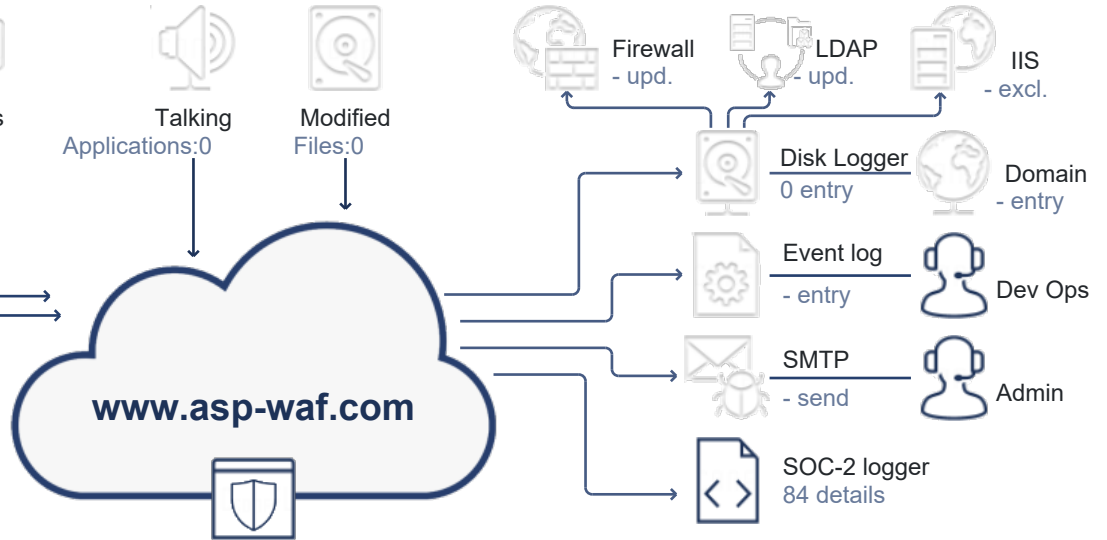 Firewall
- upd.
LDAP
- upd.
IIS
- excl.
s
Talking
Applications:0
Modified
Files:0
Disk Logger
0 entry
Domain
- entry
Event log
- entry
Dev Ops
SMTP
- send
Admin
www.asp-waf.com
SOC-2 logger
84 details